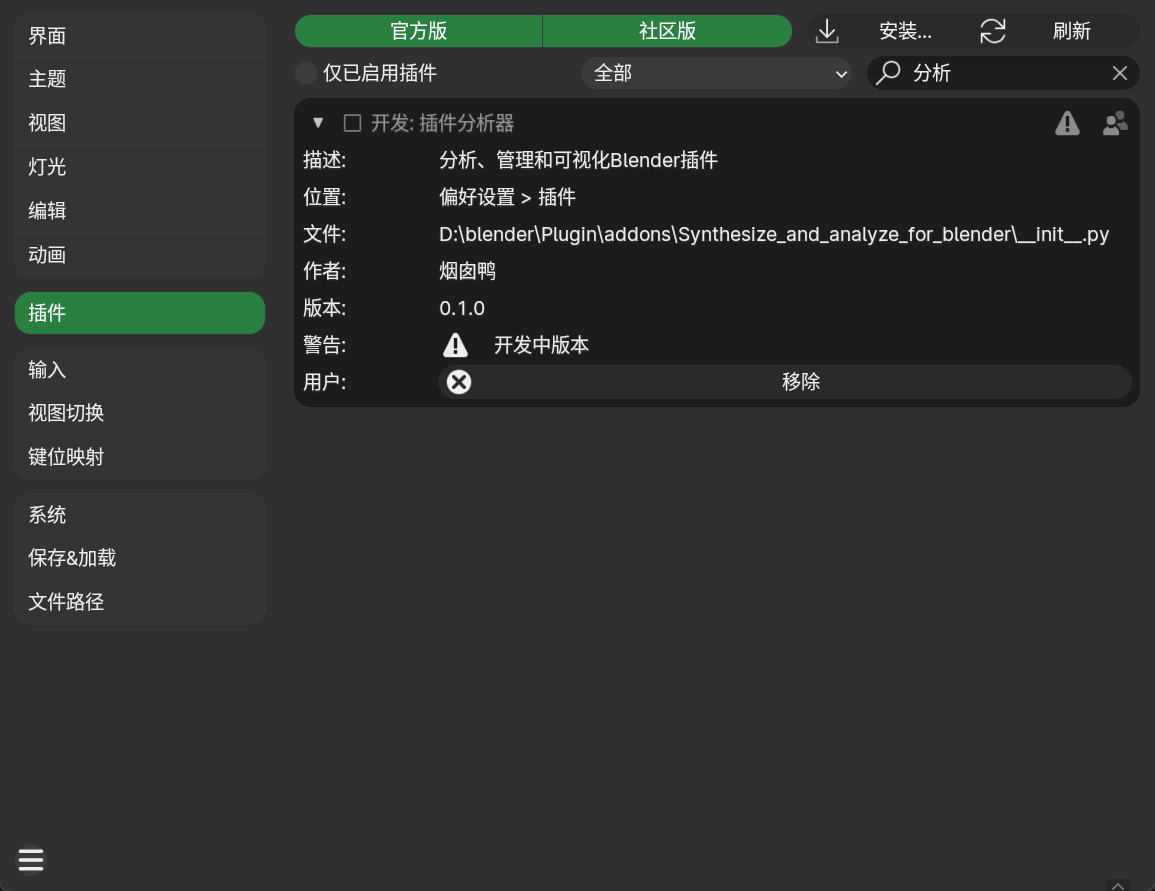 界面
主题
视图
灯光
编辑
动画
插件
输入
视图切换
键位映射
系统
保存&加载
文件路径
官方版 社区版 安装... 刷新
仅已启用插件 全部 分析
开发: 插件分析器
描述: 分析、管理和可视化Blender插件
位置: 偏好设置 > 插件
文件: D:\blender\Plugin\addons\Synthesize_and_analyze_for_blender\__init__.py
作者: 烟囱鸭
版本: 0.1.0
警告: 开发中版本
用户: 移除